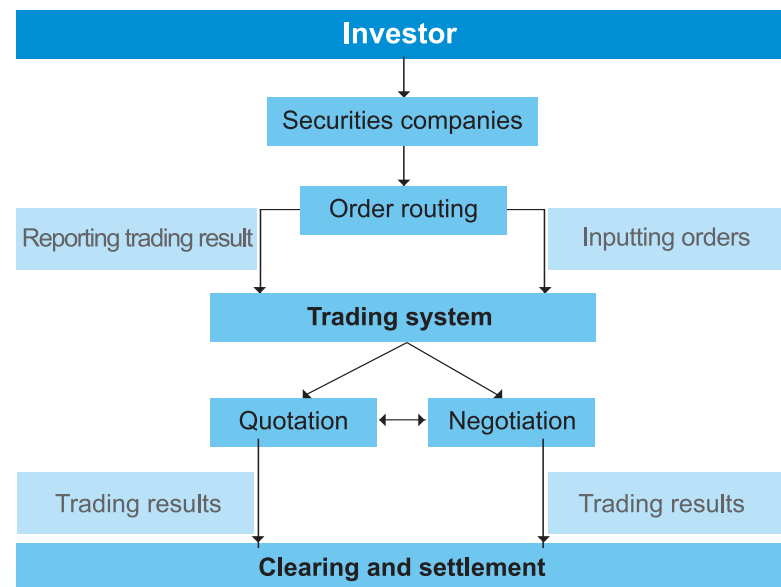 Investor
Securities companies
Order routing
Reporting trading result
Inputting orders
Trading system
Quotation
Negotiation
Trading results
Trading results
Clearing and settlement